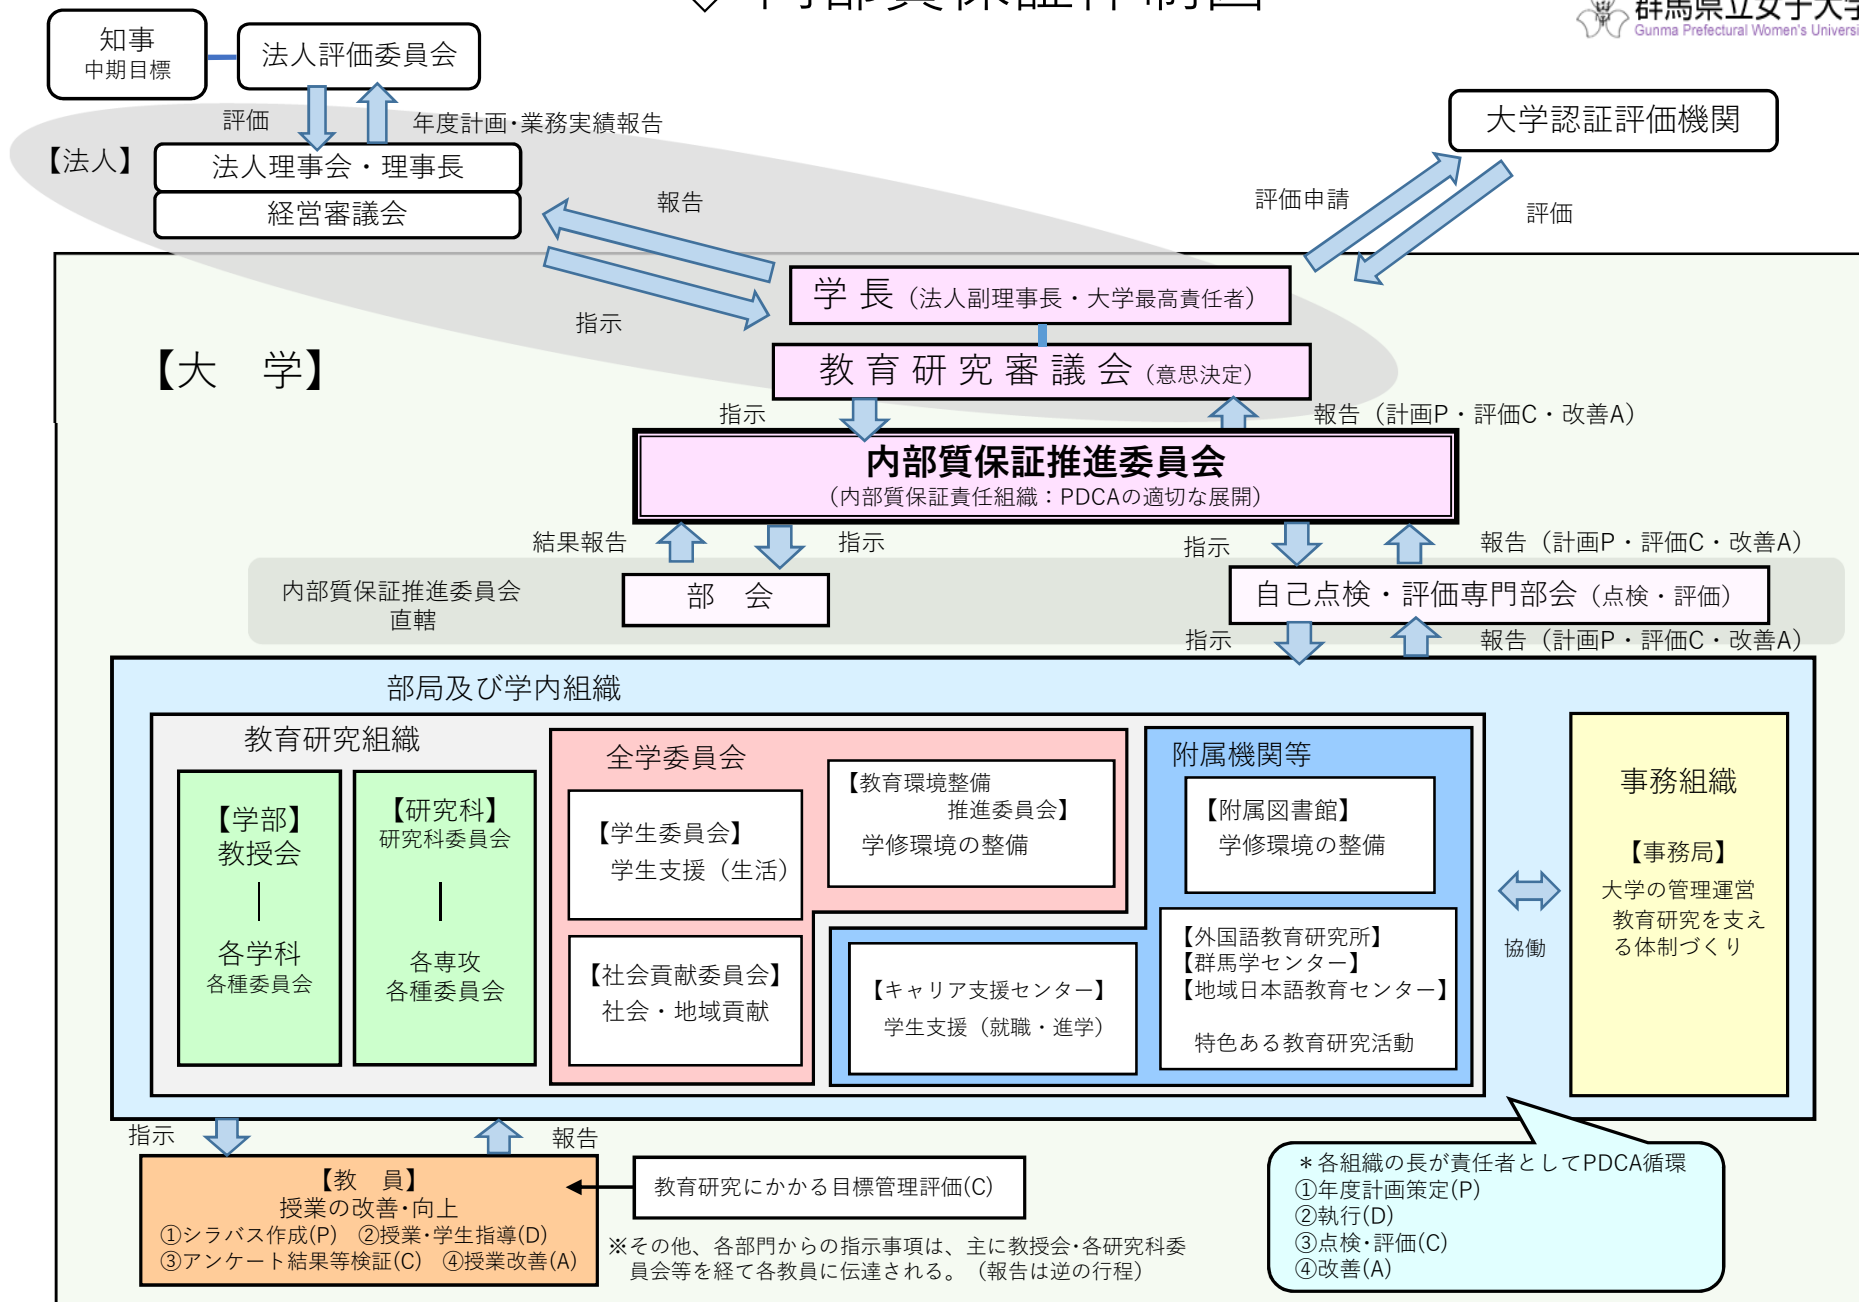 内部質保証体制図
群馬県立女子大学
Gunma Prefectural Women's Universi
知事
中期目標
法人評価委員会
評価
年度計画・業務実績報告
大学認証評価機関
【法人】
法人理事会・理事長
経営審議会
報告
評価申請
評価
指示
学長（法人副理事長・大学最高責任者）
【大　学】
教育研究審議会（意思決定）
指示
報告（計画P・評価C・改善A）
内部質保証推進委員会
（内部質保証責任組織：PDCAの適切な展開）
結果報告
指示
指示
報告（計画P・評価C・改善A）
内部質保証推進委員会
直轄
部　会
自己点検・評価専門部会（点検・評価）
指示
報告（計画P・評価C・改善A）
部局及び学内組織
教育研究組織
【学部】
教授会
各学科
各種委員会
【研究科】
研究科委員会
各専攻
各種委員会
全学委員会
【学生委員会】
学生支援（生活）
【教育環境整備
推進委員会】
学修環境の整備
【社会貢献委員会】
社会・地域貢献
附属機関等
【附属図書館】
学修環境の整備
【キャリア支援センター】
学生支援（就職・進学）
【外国語教育研究所】
【群馬学センター】
【地域日本語教育センター】
特色ある教育研究活動
協働
事務組織
【事務局】
大学の管理運営
教育研究を支え
る体制づくり
指示
報告
【教　員】
授業の改善・向上
①シラバス作成(P)　②授業・学生指導(D)
③アンケート結果等検証(C)　④授業改善(A)
教育研究にかかる目標管理評価(C)
※その他、各部門からの指示事項は、主に教授会・各研究科委
員会等を経て各教員に伝達される。（報告は逆の行程）
＊各組織の長が責任者としてPDCA循環
①年度計画策定(P)
②執行(D)
③点検・評価(C)
④改善(A)